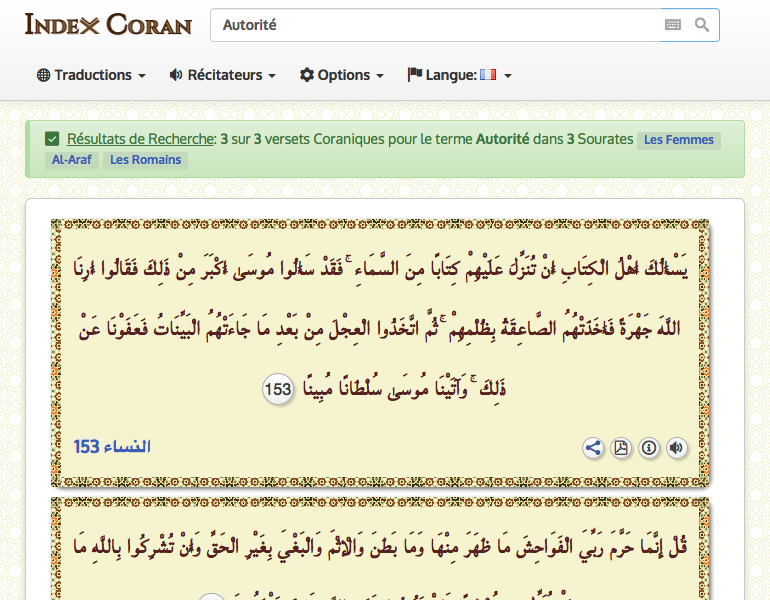 INDEX CORAN
Autorité
Traductions
Récitateurs
Options
Langue:
Résultats de Recherche: 3 sur 3 versets Coraniques pour le terme Autorité dans 3 Sourates Les Femmes
Al-Araf Les Romains
يَسْأَلُكَ أَهْلُ الْكِتَابِ أَنْ تُنَزِّلَ عَلَيْهِمْ كِتَابًا مِنَ السَّمَاءِ ۚ فَقَدْ سَأَلُوا مُوسَىٰ أَكْبَرَ مِنْ ذَٰلِكَ فَقَالُوا أَرِنَا
اللَّهَ جَهْرَةً فَأَخَذَتْهُمُ الصَّاعِقَةُ بِظُلْمِهِمْ ۚ ثُمَّ اتَّخَذُوا الْعِجْلَ مِنْ بَعْدِ مَا جَاءَتْهُمُ الْبَيِّنَاتُ فَعَفَوْنَا عَنْ
ذَٰلِكَ ۚ وَآتَيْنَا مُوسَىٰ سُلْطَانًا مُبِينًا 153
النساء 153
قُلْ إِنَّمَا حَرَّمَ رَبِّيَ الْفَوَاحِشَ مَا ظَهَرَ مِنْهَا وَمَا بَطَنَ وَالْإِثْمَ وَالْبَغْيَ بِغَيْرِ الْحَقِّ وَأَنْ تُشْرِكُوا بِاللَّهِ مَا